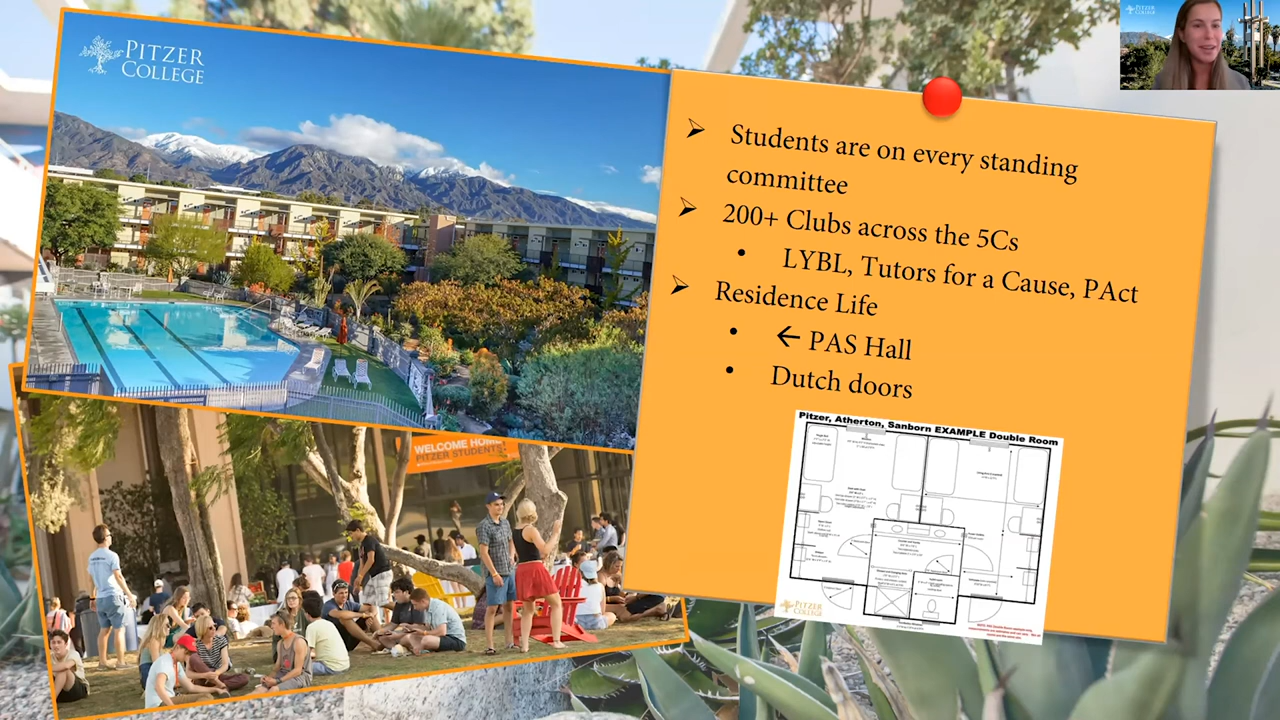 PITZER
COLLEGE
Students are on every standing
committee
200+ Clubs across the 5Cs
LYBL, Tutors for a Cause, PAct
Residence Life
← PAS Hall
Dutch doors
WELCOME HOME
PITZER STUDENTS
Pitzer, Atherton, Sanborn EXAMPLE Double Room
PITZER
COLLEGE